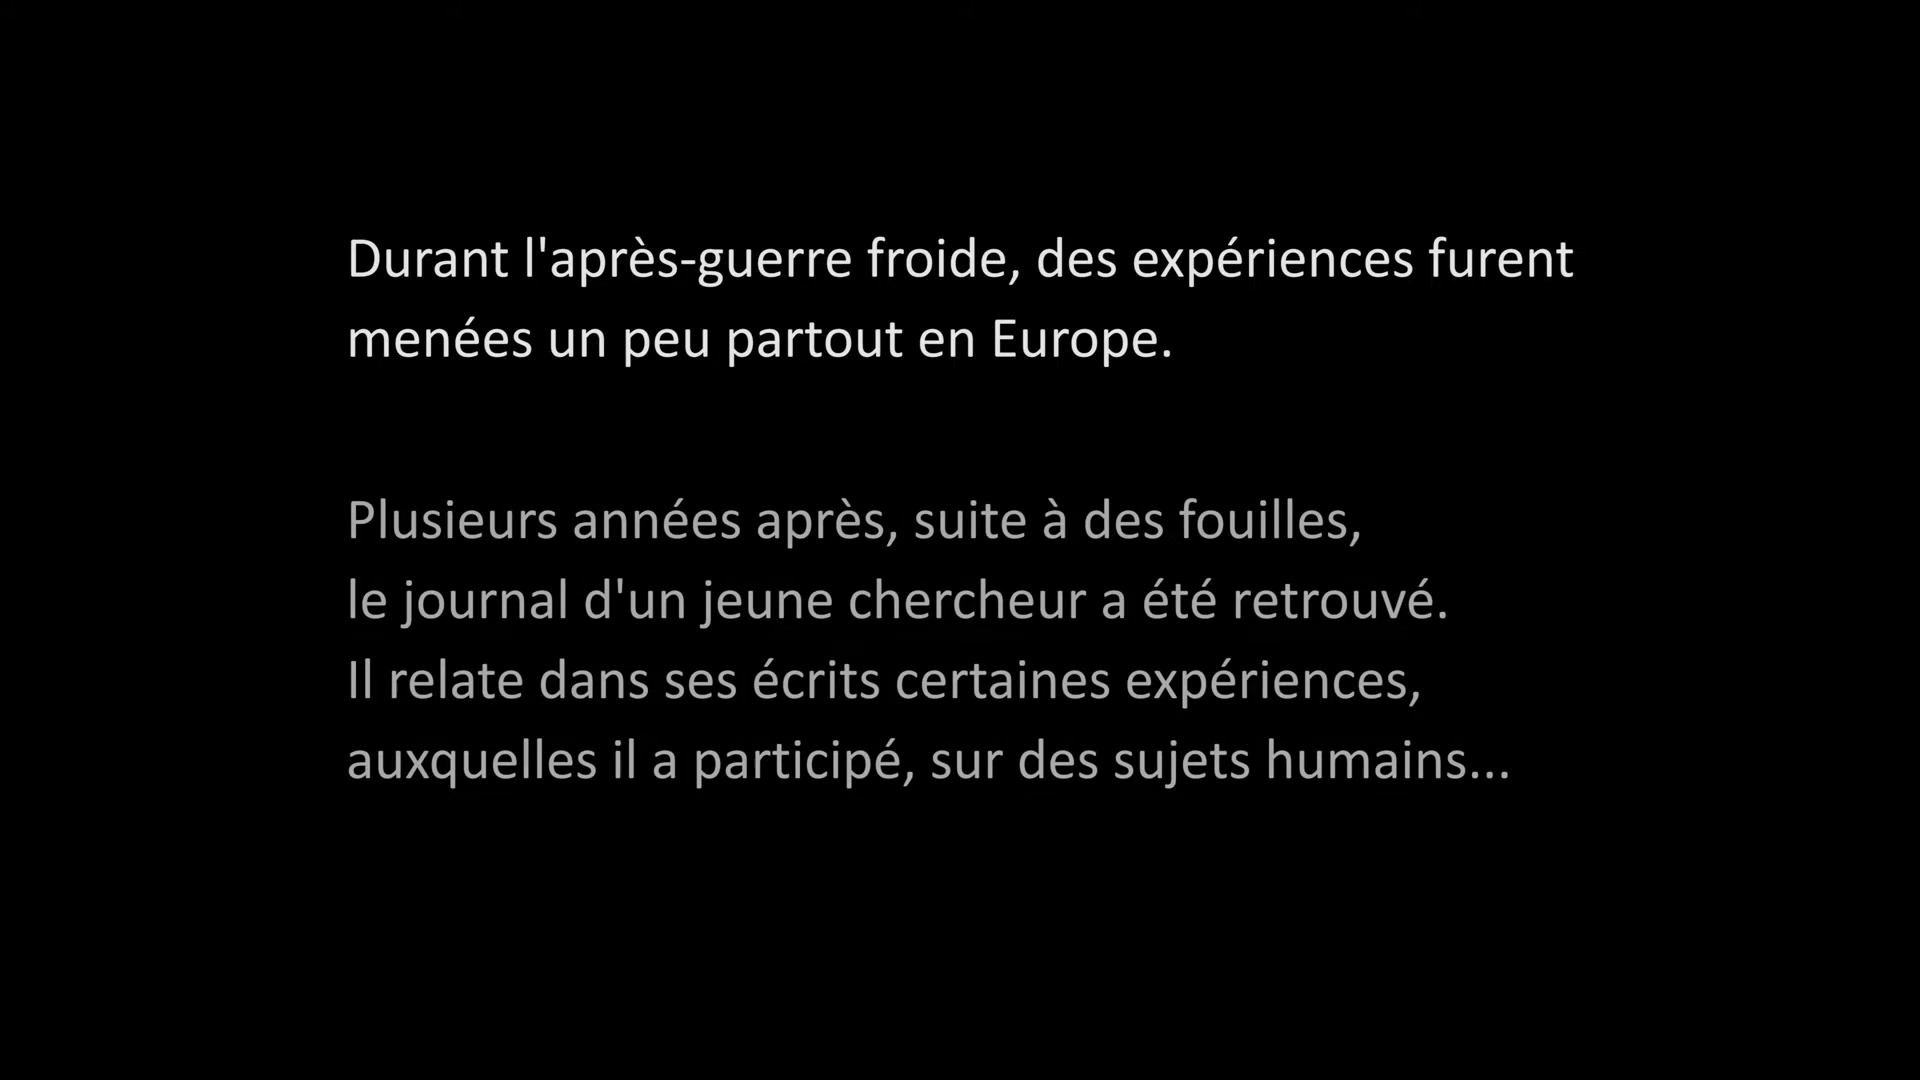 Durant l'après-guerre froide, des expériences furent
menées un peu partout en Europe.
Plusieurs années après, suite à des fouilles,
le journal d'un jeune chercheur a été retrouvé.
Il relate dans ses écrits certaines expériences,
auxquelles il a participé, sur des sujets humains...